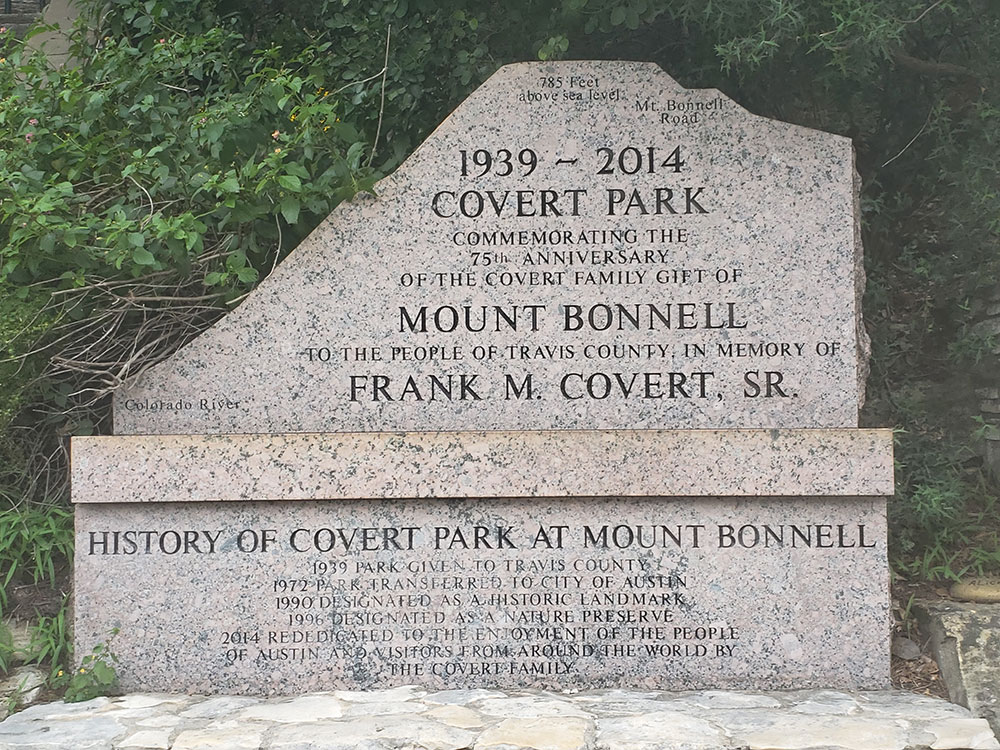 785 Feet
above sea level
Mt. Bonnell
Road
1939 ~ 2014
COVERT PARK
COMMEMORATING THE
75th ANNIVERSARY
OF THE COVERT FAMILY GIFT OF
MOUNT BONNELL
TO THE PEOPLE OF TRAVIS COUNTY, IN MEMORY OF
FRANK M. COVERT, SR.
Colorado River
HISTORY OF COVERT PARK AT MOUNT BONNELL
1939 PARK GIVEN TO TRAVIS COUNTY
1972 PARK TRANSFERRED TO CITY OF AUSTIN
1990 DESIGNATED AS A HISTORIC LANDMARK
1996 DESIGNATED AS A NATURE PRESERVE
2014 REDEDICATED TO THE ENJOYMENT OF THE PEOPLE
OF AUSTIN AND VISITORS FROM AROUND THE WORLD BY
THE COVERT FAMILY.